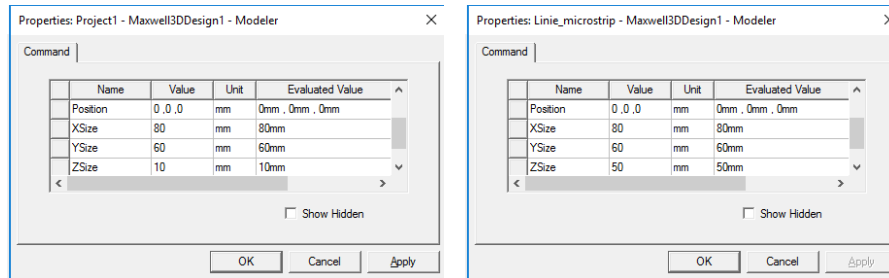 Properties: Project1 - Maxwell3DDesign1 - Modeler
Command
Name Value Unit Evaluated Value
Position 0 ,0 ,0 mm 0mm , 0mm , 0mm
XSize 80 mm 80mm
YSize 60 mm 60mm
ZSize 10 mm 10mm
Show Hidden
OK Cancel Apply
Properties: Linie_microstrip - Maxwell3DDesign1 - Modeler
Command
Name Value Unit Evaluated Value
Position 0 ,0 ,0 mm 0mm , 0mm , 0mm
XSize 80 mm 80mm
YSize 60 mm 60mm
ZSize 50 mm 50mm
Show Hidden
OK Cancel Apply